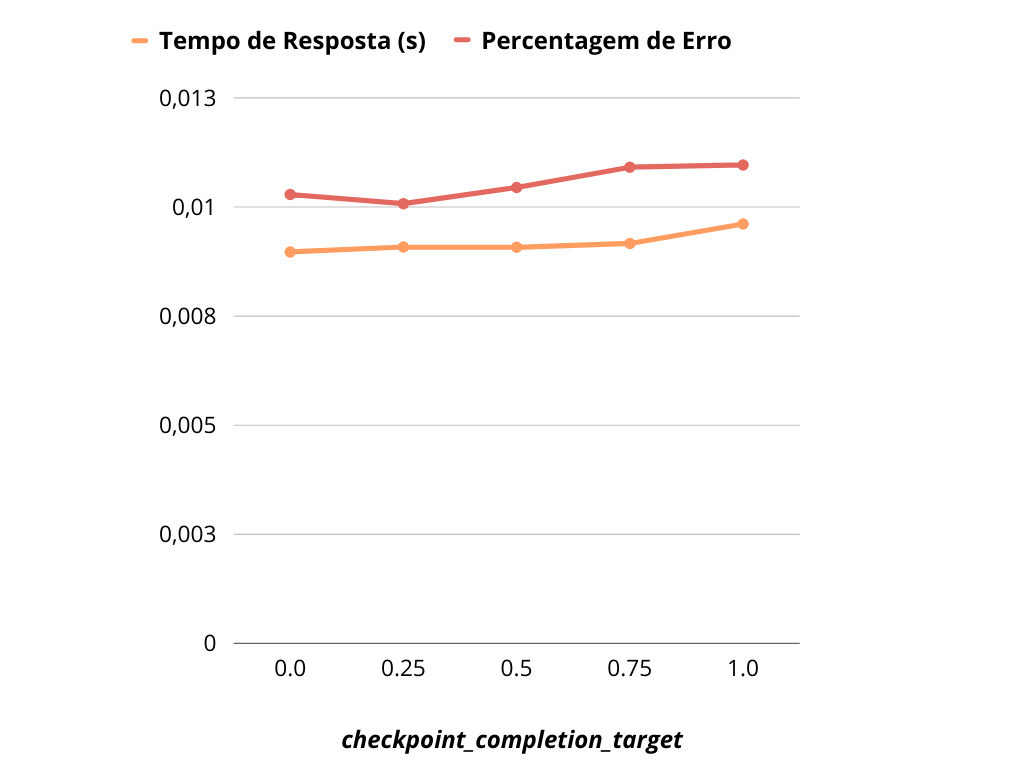 Tempo de Resposta (s) Percentagem de Erro
0,013
0,01
0,008
0,005
0,003
0
0.0 0.25 0.5 0.75 1.0
checkpoint_completion_target